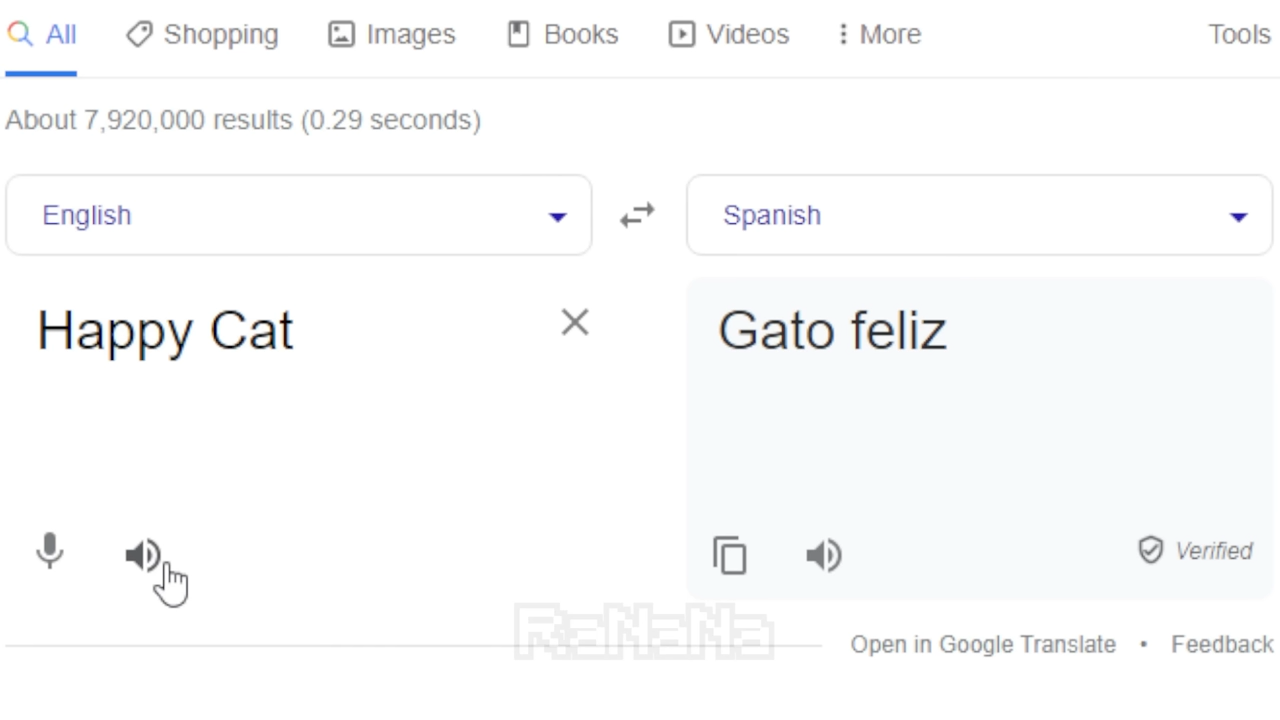 All Shopping Images Books Videos More Tools
About 7,920,000 results (0.29 seconds)
English Spanish
Happy Cat Gato feliz
Verified
RaNaNa
Open in Google Translate • Feedback